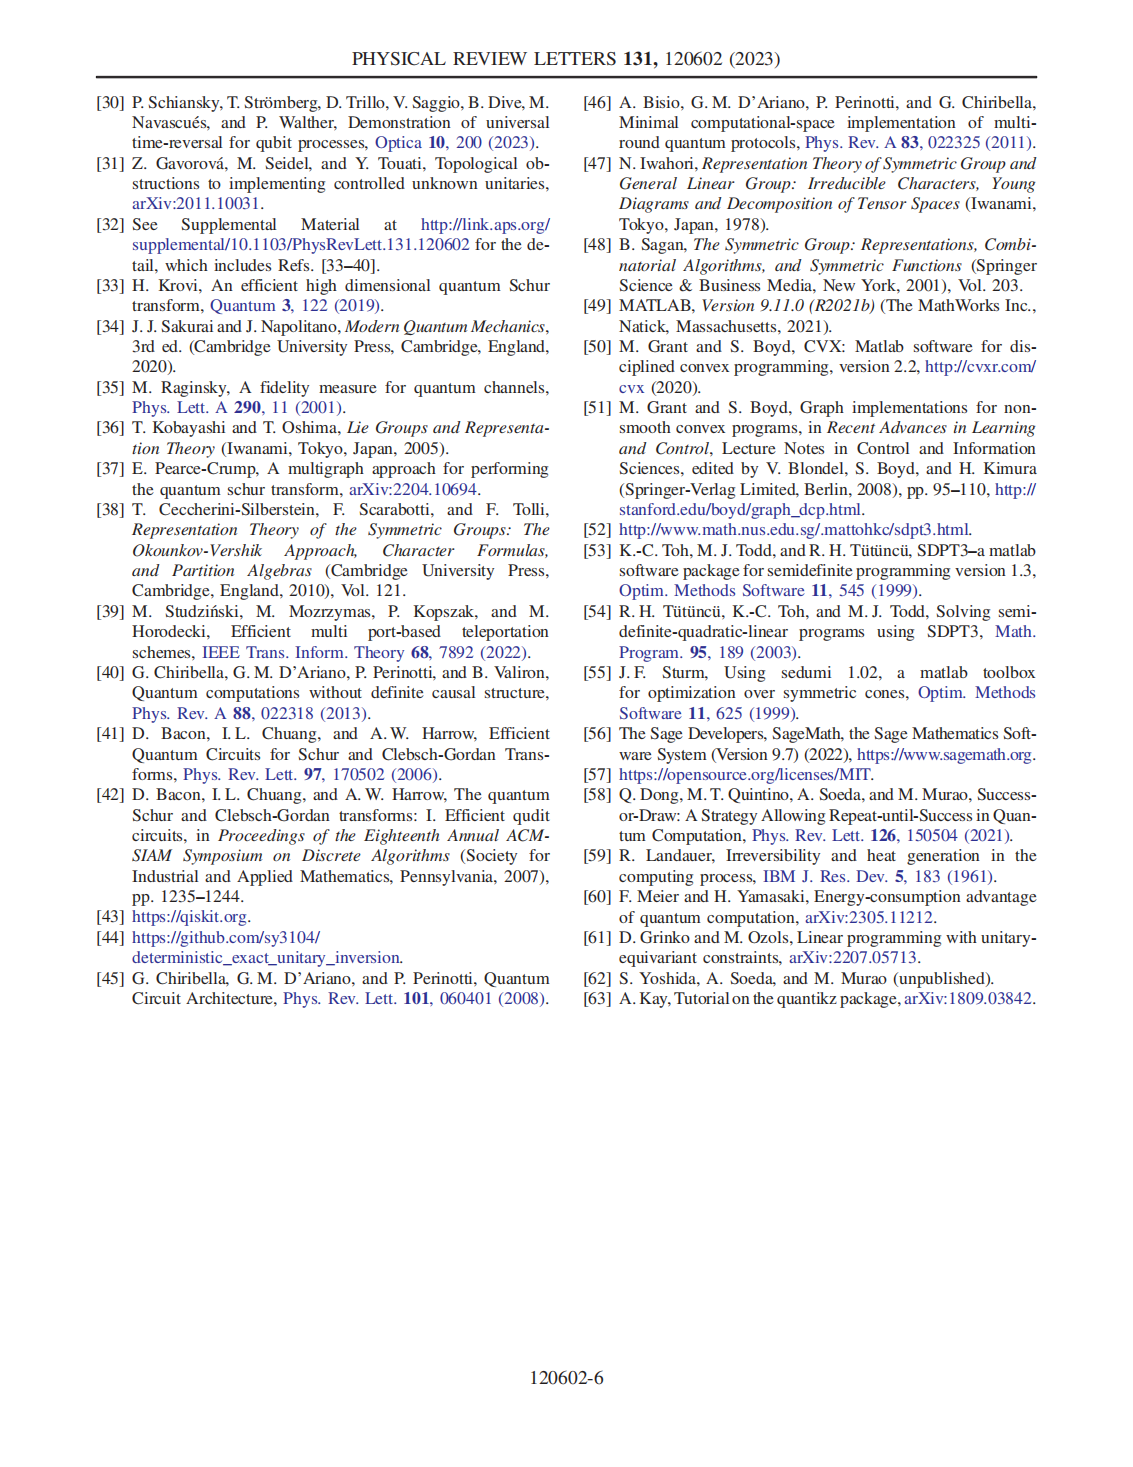 PHYSICAL REVIEW LETTERS 131, 120602 (2023)
[30] P. Schiansky, T. Strömberg, D. Trillo, V. Saggio, B. Dive, M.
Navascués, and P. Walther, Demonstration of universal
time-reversal for qubit processes, Optica 10, 200 (2023).
[31] Z. Gavorová, M. Seidel, and Y. Touati, Topological ob-
structions to implementing controlled unknown unitaries,
arXiv:2011.10031.
[32] See Supplemental Material at http://link.aps.org/
supplemental/10.1103/PhysRevLett.131.120602 for the de-
tail, which includes Refs. [33–40].
[33] H. Krovi, An efficient high dimensional quantum Schur
transform, Quantum 3, 122 (2019).
[34] J. J. Sakurai and J. Napolitano, Modern Quantum Mechanics,
3rd ed. (Cambridge University Press, Cambridge, England,
2020).
[35] M. Raginsky, A fidelity measure for quantum channels,
Phys. Lett. A 290, 11 (2001).
[36] T. Kobayashi and T. Oshima, Lie Groups and Representa-
tion Theory (Iwanami, Tokyo, Japan, 2005).
[37] E. Pearce-Crump, A multigraph approach for performing
the quantum schur transform, arXiv:2204.10694.
[38] T. Ceccherini-Silberstein, F. Scarabotti, and F. Tolli,
Representation Theory of the Symmetric Groups: The
Okounkov-Vershik Approach, Character Formulas,
and Partition Algebras (Cambridge University Press,
Cambridge, England, 2010), Vol. 121.
[39] M. Studziński, M. Mozrzymas, P. Kopszak, and M.
Horodecki, Efficient multi port-based teleportation
schemes, IEEE Trans. Inform. Theory 68, 7892 (2022).
[40] G. Chiribella, G. M. D’Ariano, P. Perinotti, and B. Valiron,
Quantum computations without definite causal structure,
Phys. Rev. A 88, 022318 (2013).
[41] D. Bacon, I. L. Chuang, and A. W. Harrow, Efficient
Quantum Circuits for Schur and Clebsch-Gordan Trans-
forms, Phys. Rev. Lett. 97, 170502 (2006).
[42] D. Bacon, I. L. Chuang, and A. W. Harrow, The quantum
Schur and Clebsch-Gordan transforms: I. Efficient qudit
circuits, in Proceedings of the Eighteenth Annual ACM-
SIAM Symposium on Discrete Algorithms (Society for
Industrial and Applied Mathematics, Pennsylvania, 2007),
pp. 1235–1244.
[43] https://qiskit.org.
[44] https://github.com/sy3104/
deterministic_exact_unitary_inversion.
[45] G. Chiribella, G. M. D’Ariano, and P. Perinotti, Quantum
Circuit Architecture, Phys. Rev. Lett. 101, 060401 (2008).
[46] A. Bisio, G. M. D’Ariano, P. Perinotti, and G. Chiribella,
Minimal computational-space implementation of multi-
round quantum protocols, Phys. Rev. A 83, 022325 (2011).
[47] N. Iwahori, Representation Theory of Symmetric Group and
General Linear Group: Irreducible Characters, Young
Diagrams and Decomposition of Tensor Spaces (Iwanami,
Tokyo, Japan, 1978).
[48] B. Sagan, The Symmetric Group: Representations, Combi-
natorial Algorithms, and Symmetric Functions (Springer
Science & Business Media, New York, 2001), Vol. 203.
[49] MATLAB, Version 9.11.0 (R2021b) (The MathWorks Inc.,
Natick, Massachusetts, 2021).
[50] M. Grant and S. Boyd, CVX: Matlab software for dis-
ciplined convex programming, version 2.2, http://cvxr.com/
cvx (2020).
[51] M. Grant and S. Boyd, Graph implementations for non-
smooth convex programs, in Recent Advances in Learning
and Control, Lecture Notes in Control and Information
Sciences, edited by V. Blondel, S. Boyd, and H. Kimura
(Springer-Verlag Limited, Berlin, 2008), pp. 95–110, http://
stanford.edu/boyd/graph_dcp.html.
[52] http://www.math.nus.edu.sg/.mattohkc/sdpt3.html.
[53] K.-C. Toh, M. J. Todd, and R. H. Tütüncü, SDPT3–a matlab
software package for semidefinite programming version 1.3,
Optim. Methods Software 11, 545 (1999).
[54] R. H. Tütüncü, K.-C. Toh, and M. J. Todd, Solving semi-
definite-quadratic-linear programs using SDPT3, Math.
Program. 95, 189 (2003).
[55] J. F. Sturm, Using sedumi 1.02, a matlab toolbox
for optimization over symmetric cones, Optim. Methods
Software 11, 625 (1999).
[56] The Sage Developers, SageMath, the Sage Mathematics Soft-
ware System (Version 9.7) (2022), https://www.sagemath.org.
[57] https://opensource.org/licenses/MIT.
[58] Q. Dong, M. T. Quintino, A. Soeda, and M. Murao, Success-
or-Draw: A Strategy Allowing Repeat-until-Success in Quan-
tum Computation, Phys. Rev. Lett. 126, 150504 (2021).
[59] R. Landauer, Irreversibility and heat generation in the
computing process, IBM J. Res. Dev. 5, 183 (1961).
[60] F. Meier and H. Yamasaki, Energy-consumption advantage
of quantum computation, arXiv:2305.11212.
[61] D. Grinko and M. Ozols, Linear programming with unitary-
equivariant constraints, arXiv:2207.05713.
[62] S. Yoshida, A. Soeda, and M. Murao (unpublished).
[63] A. Kay, Tutorial on the quantikz package, arXiv:1809.03842.
120602-6